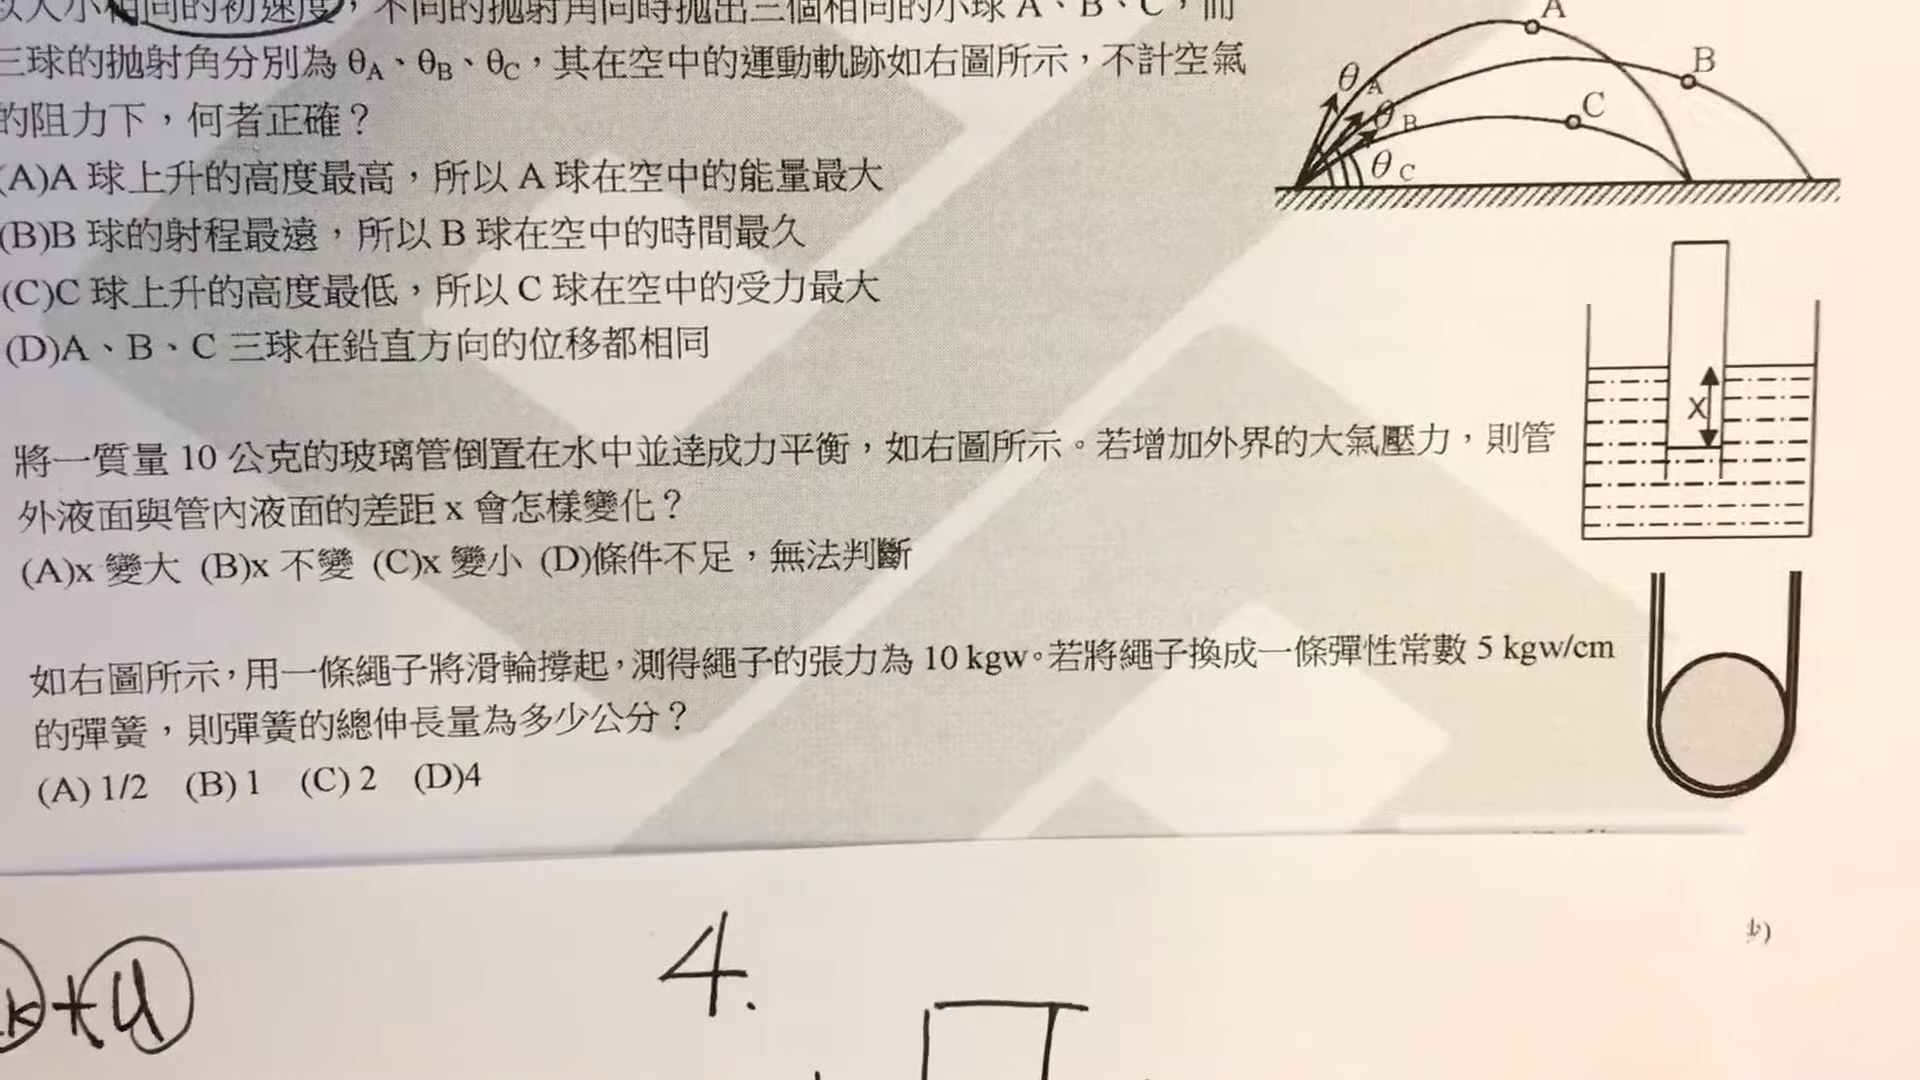 以大小相同的初速度，不同的拋射角同時拋出三個相同的小球 A、B、C，而
三球的拋射角分別為 θA、θB、θC，其在空中的運動軌跡如右圖所示，不計空氣
的阻力下，何者正確？
(A)A 球上升的高度最高，所以 A 球在空中的能量最大
(B)B 球的射程最遠，所以 B 球在空中的時間最久
(C)C 球上升的高度最低，所以 C 球在空中的受力最大
(D)A、B、C 三球在鉛直方向的位移都相同
A
B
C
θA
θB
θC
將一質量 10 公克的玻璃管倒置在水中並達成力平衡，如右圖所示。若增加外界的大氣壓力，則管
外液面與管內液面的差距 x 會怎樣變化？
(A)x 變大 (B)x 不變 (C)x 變小 (D)條件不足，無法判斷
X
如右圖所示，用一條繩子將滑輪撐起，測得繩子的張力為 10 kgw。若將繩子換成一條彈性常數 5 kgw/cm
的彈簧，則彈簧的總伸長量為多少公分？
(A) 1/2 (B) 1 (C) 2 (D)4
k+U
4.